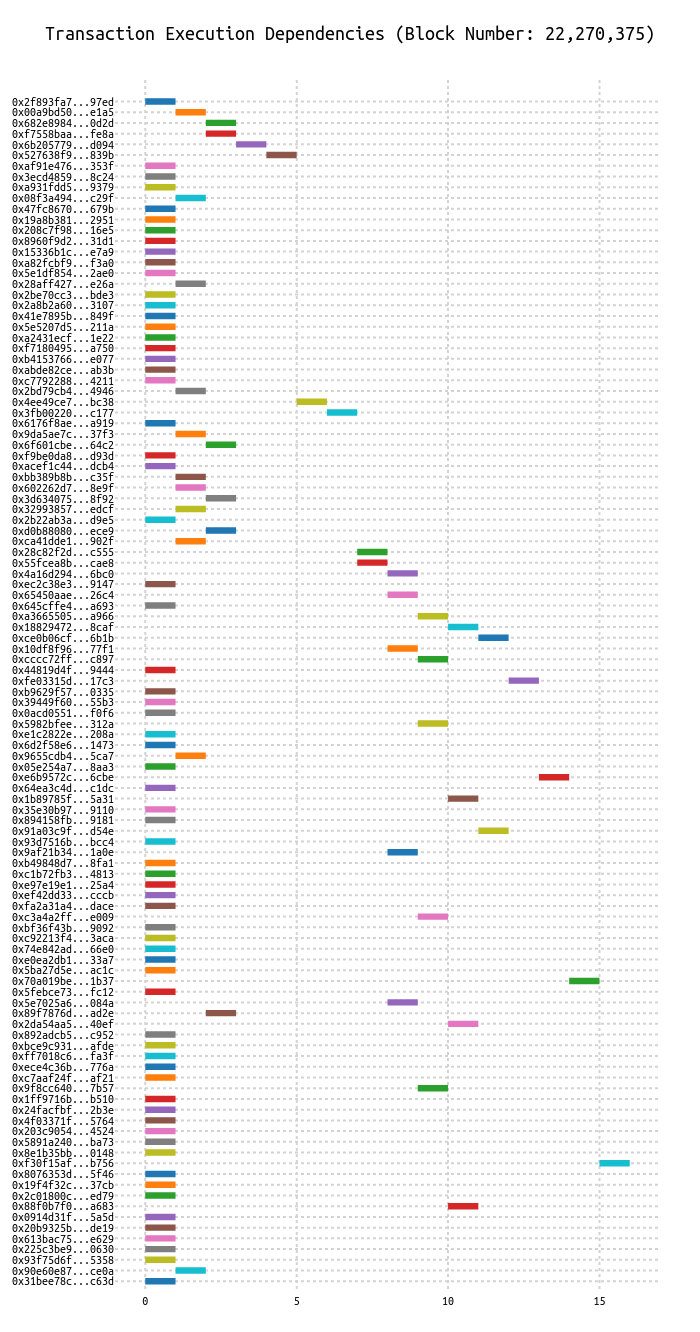 Transaction Execution Dependencies (Block Number: 22,270,375)
0x2f893fa7...97ed
0x00a9bd50...e1a5
0x682e8984...0d2d
0xf7558baa...fe8a
0x6b205779...d094
0x527638f9...839b
0xaf91e476...353f
0x3ecd4859...8c24
0xa931fdd5...9379
0x08f3a494...c29f
0x47fc8670...679b
0x19a8b381...2951
0x208c7f98...16e5
0x8960f9d2...31d1
0x15336b1c...e7a9
0xa82fcbf9...f3a0
0x5e1df854...2ae0
0x28aff427...e26a
0x2be70cc3...bde3
0x2a8b2a60...3107
0x41e7895b...849f
0x5e5207d5...211a
0xa2431ecf...1e22
0xf7180495...a750
0xb4153766...e077
0xabde82ce...ab3b
0xc7792288...4211
0x2bd79cb4...4946
0x4ee49ce7...bc38
0x3fb00220...c177
0x6176f8ae...a919
0x9da5ae7c...37f3
0x6f601cbe...64c2
0xf9be0da8...d93d
0xacef1c44...dcb4
0xbb389b8b...c35f
0x602262d7...8e9f
0x3d634075...8f92
0x32993857...edcf
0x2b22ab3a...d9e5
0xd0b88080...ece9
0xca41dde1...902f
0x28c82f2d...c555
0x55fcea8b...cae8
0x4a16d294...6bc0
0xec2c38e3...9147
0x65450aae...26c4
0x645cffe4...a693
0xa3665505...a966
0x18829472...8caf
0xce0b06cf...6b1b
0x10df8f96...77f1
0xcccc72ff...c897
0x44819d4f...9444
0xfe03315d...17c3
0xb9629f57...0335
0x39449f60...55b3
0x0acd0551...f0f6
0x5982bfee...312a
0xe1c2822e...208a
0x6d2f58e6...1473
0x9655cdb4...5ca7
0x05e254a7...8aa3
0xe6b9572c...6cbe
0x64ea3c4d...c1dc
0x1b89785f...5a31
0x35e30b97...9110
0x894158fb...9181
0x91a03c9f...d54e
0x93d7516b...bcc4
0x9af21b34...1a0e
0xb49848d7...8fa1
0xc1b72fb3...4813
0xe97e19e1...25a4
0xef42dd33...cccb
0xfa2a31a4...dace
0xc3a4a2ff...e009
0xbf36f43b...9092
0xc92213f4...3aca
0x74e842ad...66e0
0xe0ea2db1...33a7
0x5ba27d5e...ac1c
0x70a019be...1b37
0x5febce73...fc12
0x5e7025a6...084a
0x89f7876d...ad2e
0x2da54aa5...40ef
0x892adcb5...c952
0xbce9c931...afde
0xff7018c6...fa3f
0xece4c36b...776a
0xc7aaf24f...af21
0x9f8cc640...7b57
0x1ff9716b...b510
0x24facfbf...2b3e
0x4f03371f...5764
0x203c9054...4524
0x5891a240...ba73
0x8e1b35bb...0148
0xf30f15af...b756
0x8076353d...5f46
0x19f4f32c...37cb
0x2c01800c...ed79
0x88f0b7f0...a683
0x0914d31f...5a5d
0x20b9325b...de19
0x613bac75...e629
0x225c3be9...0630
0x93f75d6f...5358
0x90e60e87...ce0a
0x31bee78c...c63d
0 5 10 15